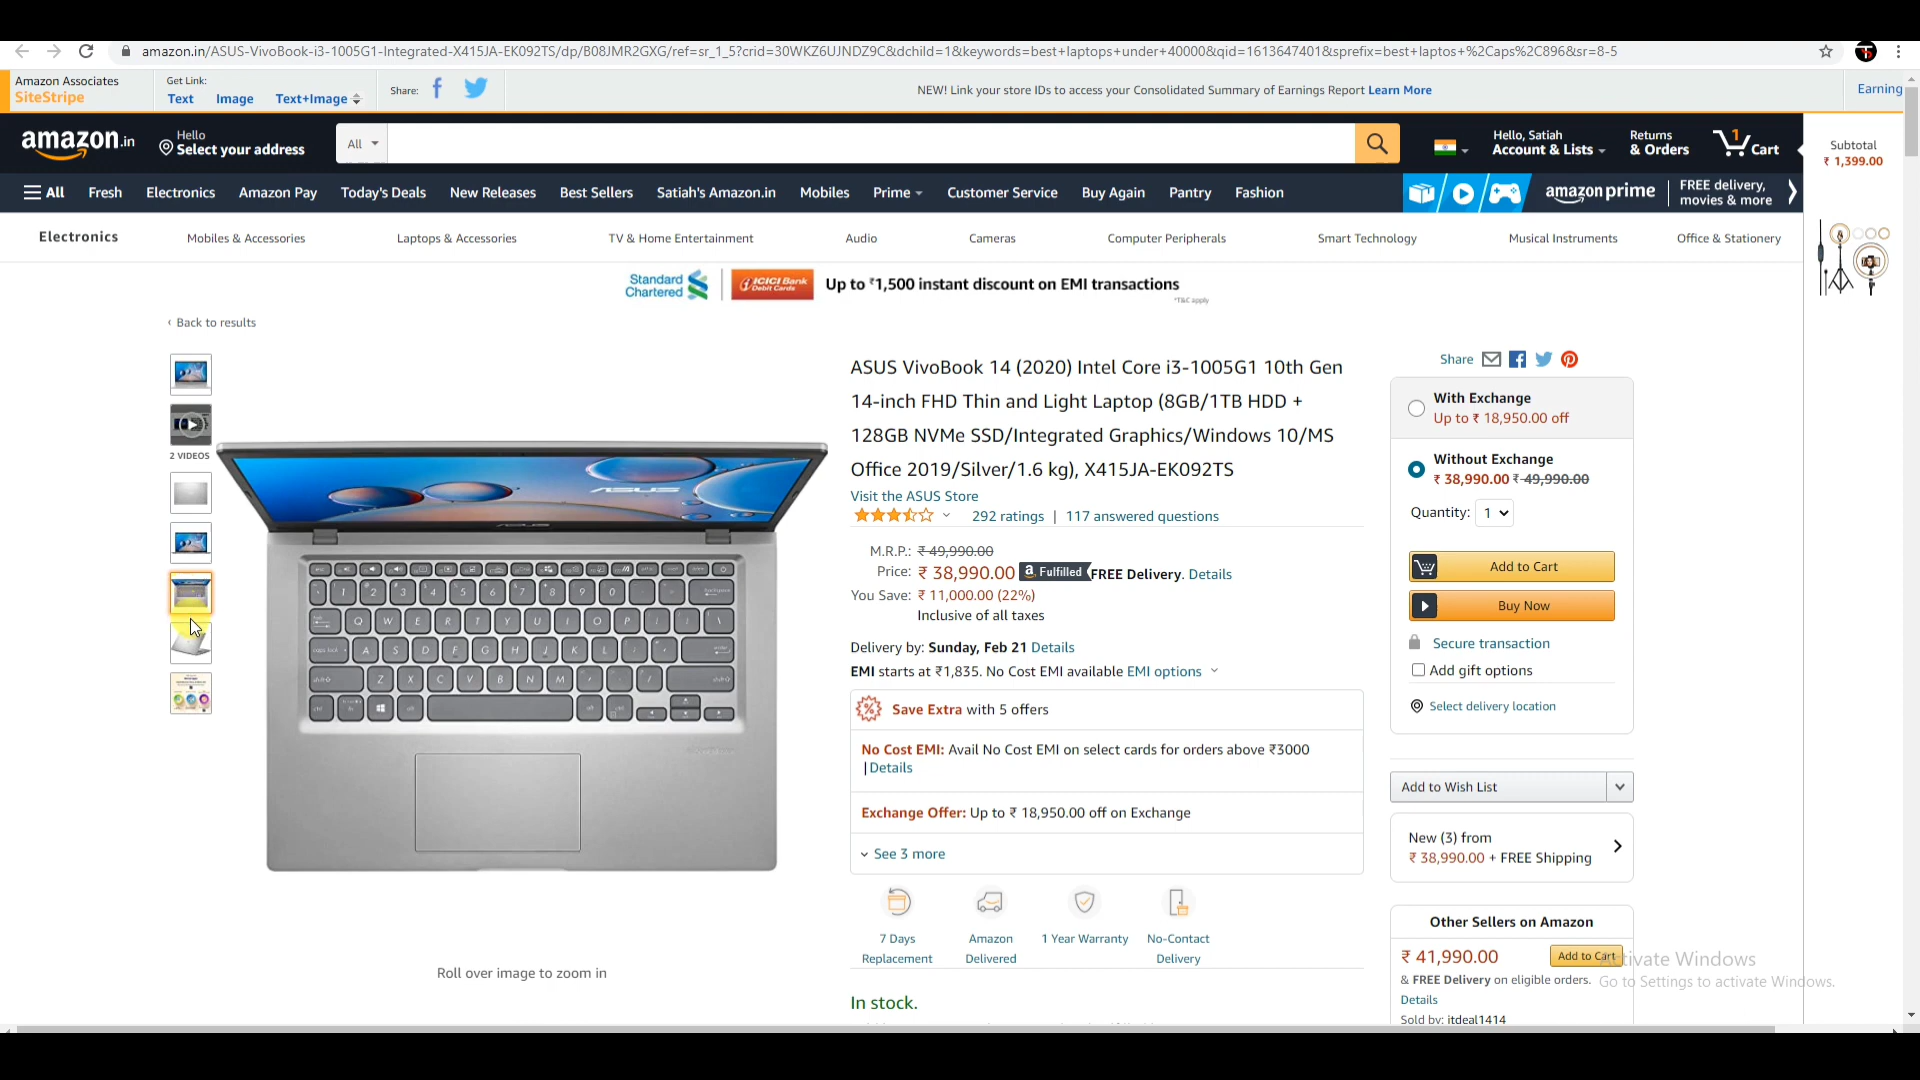 amazon.in/ASUS-VivoBook-i3-1005G1-Integrated-X415JA-EK092TS/dp/B08JMR2GXG/ref=sr_1_5?crid=30WKZ6UJNDZ9C&dchild=1&keywords=best+laptops+under+40000&qid=1613647401&sprefix=best+laptos+%2Caps%2C896&sr=8-5
Amazon Associates
SiteStripe
Get Link:
Text Image Text+Image
Share:
NEW! Link your store IDs to access your Consolidated Summary of Earnings Report Learn More
Earning
amazon.in
Hello
Select your address
All
Hello, Satiah
Account & Lists
Returns
& Orders
1
Cart
Subtotal
₹ 1,399.00
All Fresh Electronics Amazon Pay Today's Deals New Releases Best Sellers Satiah's Amazon.in Mobiles Prime Customer Service Buy Again Pantry Fashion
amazon prime
FREE delivery,
movies & more
Electronics Mobiles & Accessories Laptops & Accessories TV & Home Entertainment Audio Cameras Computer Peripherals Smart Technology Musical Instruments Office & Stationery
Standard
Chartered
ICICI Bank
Debit Cards
Up to ₹1,500 instant discount on EMI transactions
*T&C apply
‹ Back to results
2 VIDEOS
ASUS
Roll over image to zoom in
ASUS VivoBook 14 (2020) Intel Core i3-1005G1 10th Gen
14-inch FHD Thin and Light Laptop (8GB/1TB HDD +
128GB NVMe SSD/Integrated Graphics/Windows 10/MS
Office 2019/Silver/1.6 kg), X415JA-EK092TS
Visit the ASUS Store
292 ratings | 117 answered questions
M.R.P.: ₹ 49,990.00
Price: ₹ 38,990.00 a Fulfilled FREE Delivery. Details
You Save: ₹ 11,000.00 (22%)
Inclusive of all taxes
Delivery by: Sunday, Feb 21 Details
EMI starts at ₹1,835. No Cost EMI available EMI options
Save Extra with 5 offers
No Cost EMI: Avail No Cost EMI on select cards for orders above ₹3000
| Details
Exchange Offer: Up to ₹ 18,950.00 off on Exchange
See 3 more
7 Days
Replacement
Amazon
Delivered
1 Year Warranty
No-Contact
Delivery
In stock.
Share
With Exchange
Up to ₹ 18,950.00 off
Without Exchange
₹ 38,990.00 ₹ 49,990.00
Quantity: 1
Add to Cart
Buy Now
Secure transaction
Add gift options
Select delivery location
Add to Wish List
New (3) from
₹ 38,990.00 + FREE Shipping
Other Sellers on Amazon
₹ 41,990.00
Add to Cart
& FREE Delivery on eligible orders.
Details
Sold by: itdeal1414
Activate Windows
Go to Settings to activate Windows.